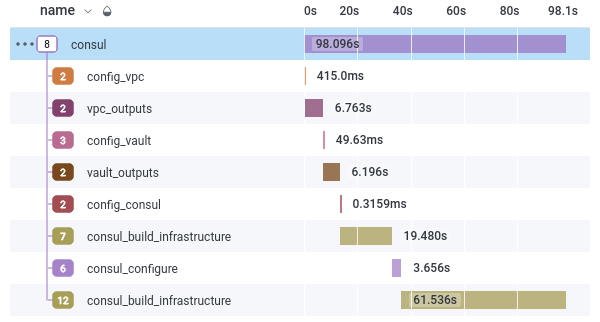 name 0s 20s 40s 60s 80s 98.1s
8 consul 98.096s
2 config_vpc 415.0ms
2 vpc_outputs 6.763s
3 config_vault 49.63ms
2 vault_outputs 6.196s
2 config_consul 0.3159ms
7 consul_build_infrastructure 19.480s
6 consul_configure 3.656s
12 consul_build_infrastructure 61.536s